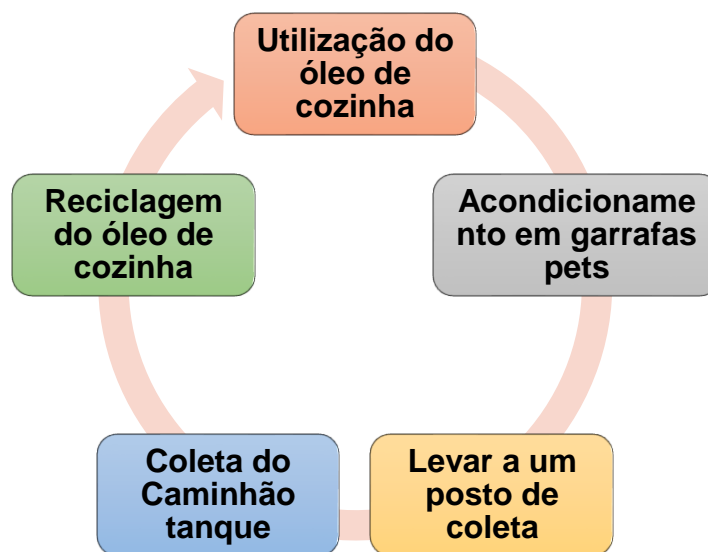 Utilização do
óleo de
cozinha
Acondicioname
nto em garrafas
pets
Levar a um
posto de
coleta
Coleta do
Caminhão
tanque
Reciclagem
do óleo de
cozinha